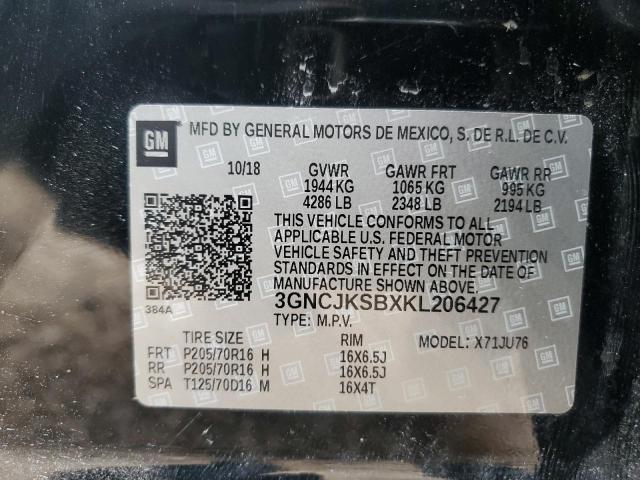 GM MFD BY GENERAL MOTORS DE MEXICO, S. DE R.L. DE C.V.
10/18 GVWR GAWR FRT GAWR RR
1944 KG 1065 KG 995 KG
4286 LB 2348 LB 2194 LB
THIS VEHICLE CONFORMS TO ALL
APPLICABLE U.S. FEDERAL MOTOR
VEHICLE SAFETY AND THEFT PREVENTION
STANDARDS IN EFFECT ON THE DATE OF
MANUFACTURE SHOWN ABOVE.
384A 3GNCJKSBXKL206427
TYPE: M.P.V.
TIRE SIZE RIM MODEL: X71JU76
FRT P205/70R16 H 16X6.5J
RR P205/70R16 H 16X6.5J
SPA T125/70D16 M 16X4T